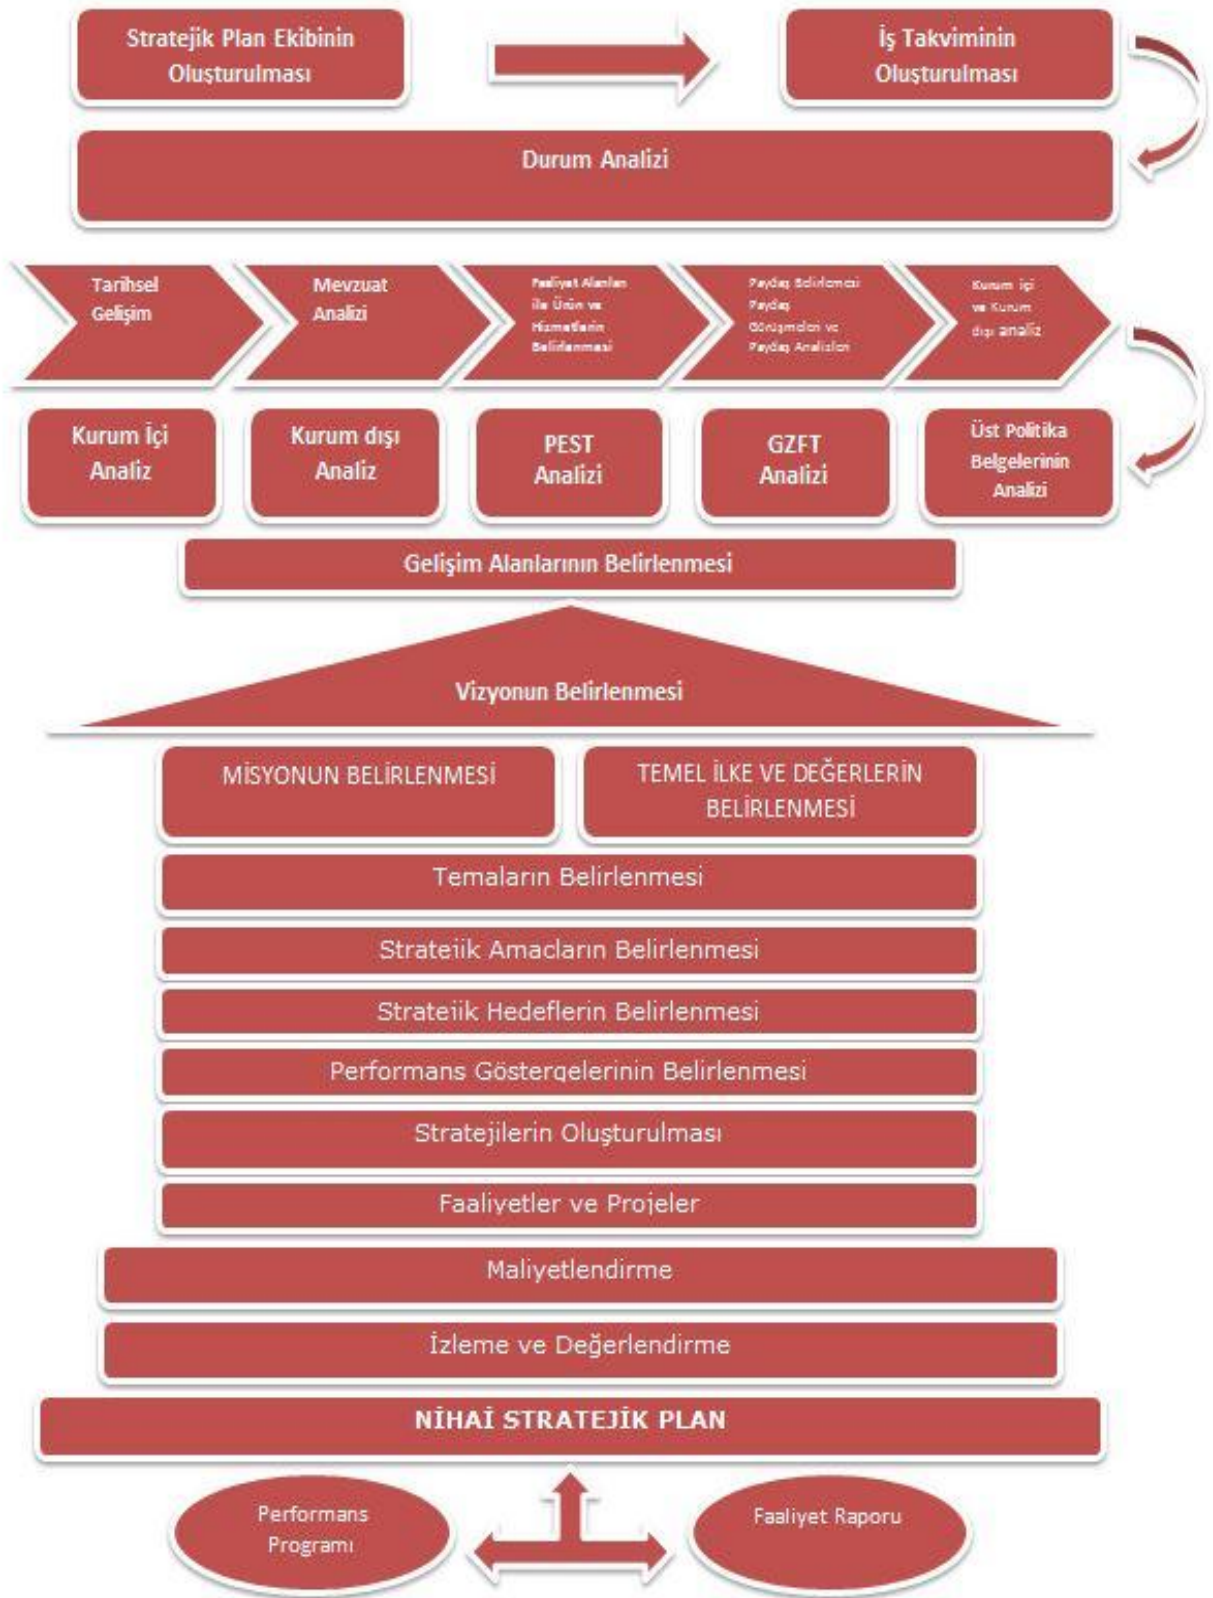 Stratejik Plan Ekibinin
Oluşturulması
İş Takviminin
Oluşturulması
Durum Analizi
Tarihsel
Gelişim
Mevzuat
Analizi
Faaliyet Alanları
ile Ürün ve
Hizmetlerin
Belirlenmesi
Paydaş Belirlemesi
Paydaş
Görüşmeleri ve
Paydaş Analizleri
Kurum içi
ve Kurum
dışı analiz
Kurum İçi
Analiz
Kurum dışı
Analiz
PEST
Analizi
GZFT
Analizi
Üst Politika
Belgelerinin
Analizi
Gelişim Alanlarının Belirlenmesi
Vizyonun Belirlenmesi
MİSYONUN BELİRLENMESİ
TEMEL İLKE VE DEĞERLERİN
BELİRLENMESİ
Temaların Belirlenmesi
Stratejik Amaçların Belirlenmesi
Stratejik Hedeflerin Belirlenmesi
Performans Göstergelerinin Belirlenmesi
Stratejilerin Oluşturulması
Faaliyetler ve Projeler
Maliyetlendirme
İzleme ve Değerlendirme
NİHAİ STRATEJİK PLAN
Performans
Programı
Faaliyet Raporu